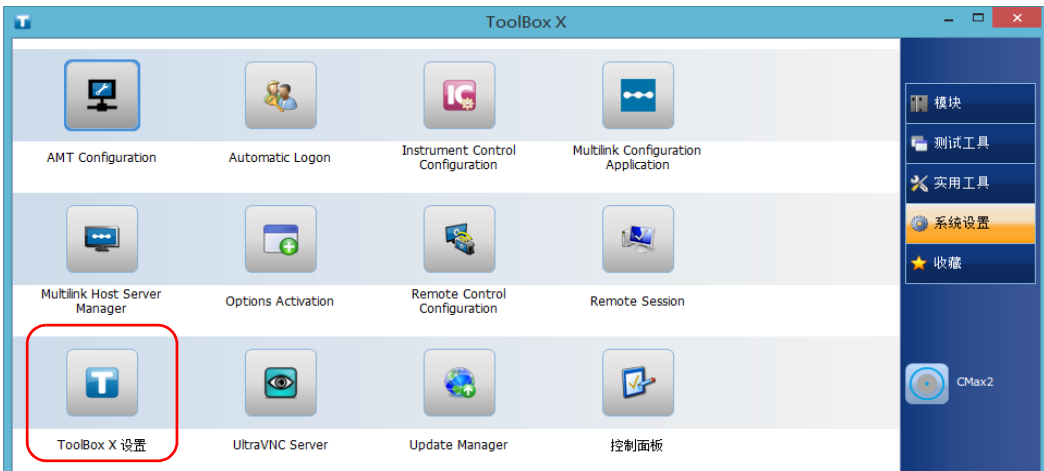 ToolBox X
AMT Configuration
Automatic Logon
Instrument Control
Configuration
Multilink Configuration
Application
Multilink Host Server
Manager
Options Activation
Remote Control
Configuration
Remote Session
ToolBox X 设置
UltraVNC Server
Update Manager
控制面板
模块
测试工具
实用工具
系统设置
收藏
CMax2